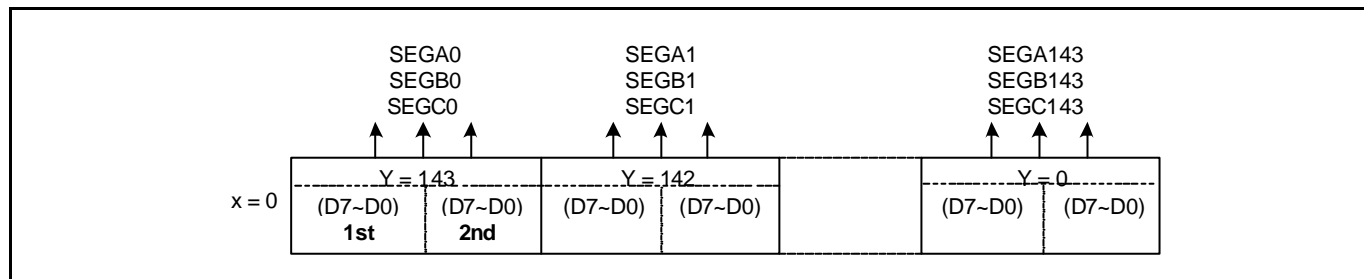 SEGA0 SEGA1 SEGA143
SEGB0 SEGB1 SEGB143
SEGC0 SEGC1 SEGC143
Y = 143 Y = 142 Y = 0
x = 0 (D7~D0) (D7~D0) (D7~D0) (D7~D0) (D7~D0) (D7~D0)
1st 2nd